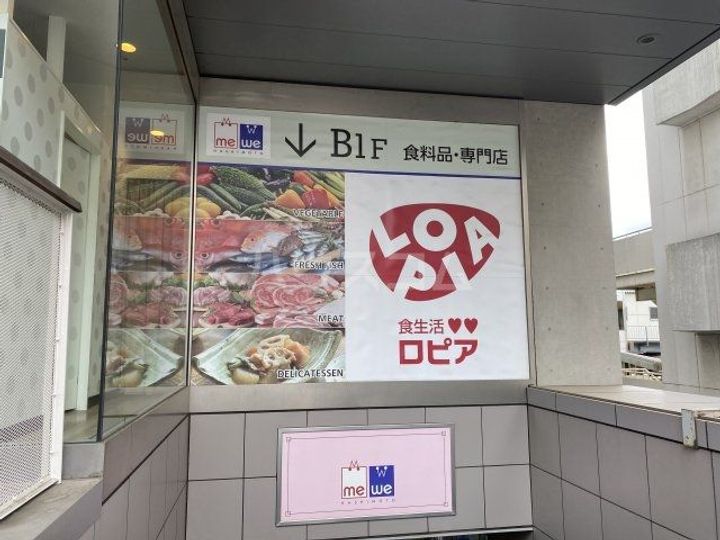 me we
HASHIMOTO
↓ B1F 食料品・専門店
VEGETABLE
FRESH FISH
MEAT
DELICATESSEN
LOPIA
食生活♥♥
ロピア
me we
HASHIMOTO